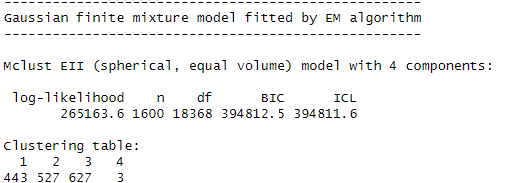 ----------------------------------------------------
Gaussian finite mixture model fitted by EM algorithm
----------------------------------------------------
Mclust EII (spherical, equal volume) model with 4 components:
log-likelihood n df BIC ICL
265163.6 1600 18368 394812.5 394811.6
Clustering table:
1 2 3 4
443 527 627 3